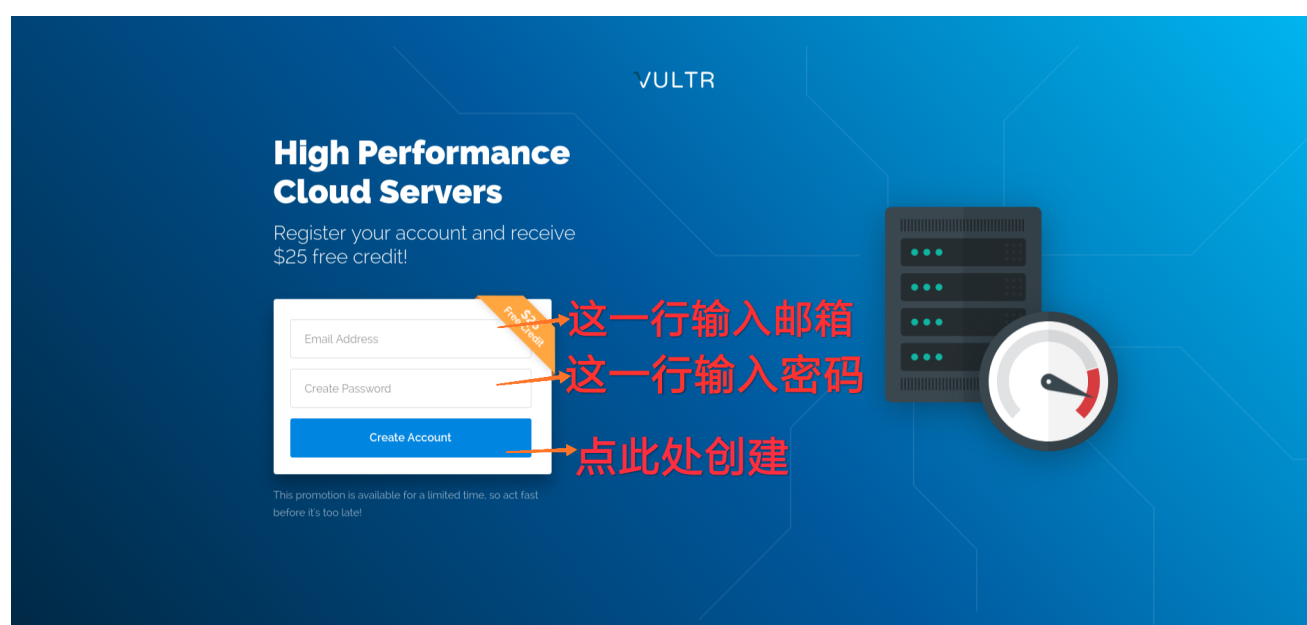 VULTR
High Performance
Cloud Servers
Register your account and receive
$25 free credit!
$25
Free Credit
Email Address
这一行输入邮箱
Create Password
这一行输入密码
Create Account
点此处创建
This promotion is available for a limited time, so act fast
before it's too late!